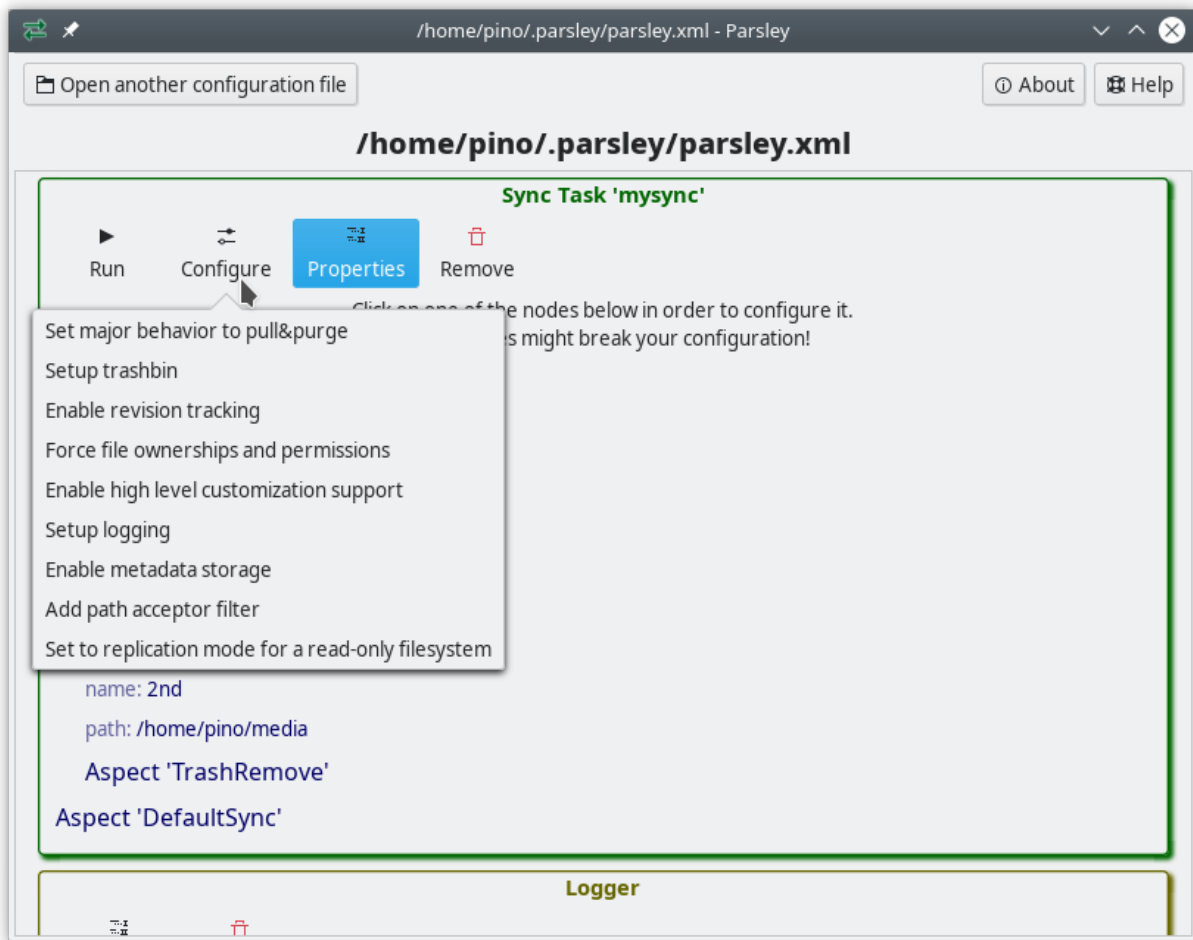 /home/pino/.parsley/parsley.xml - Parsley
Open another configuration file
About
Help
/home/pino/.parsley/parsley.xml
Sync Task 'mysync'
Run
Configure
Properties
Remove
Click on one of the nodes below in order to configure it.
s might break your configuration!
Set major behavior to pull&purge
Setup trashbin
Enable revision tracking
Force file ownerships and permissions
Enable high level customization support
Setup logging
Enable metadata storage
Add path acceptor filter
Set to replication mode for a read-only filesystem
name: 2nd
path: /home/pino/media
Aspect 'TrashRemove'
Aspect 'DefaultSync'
Logger